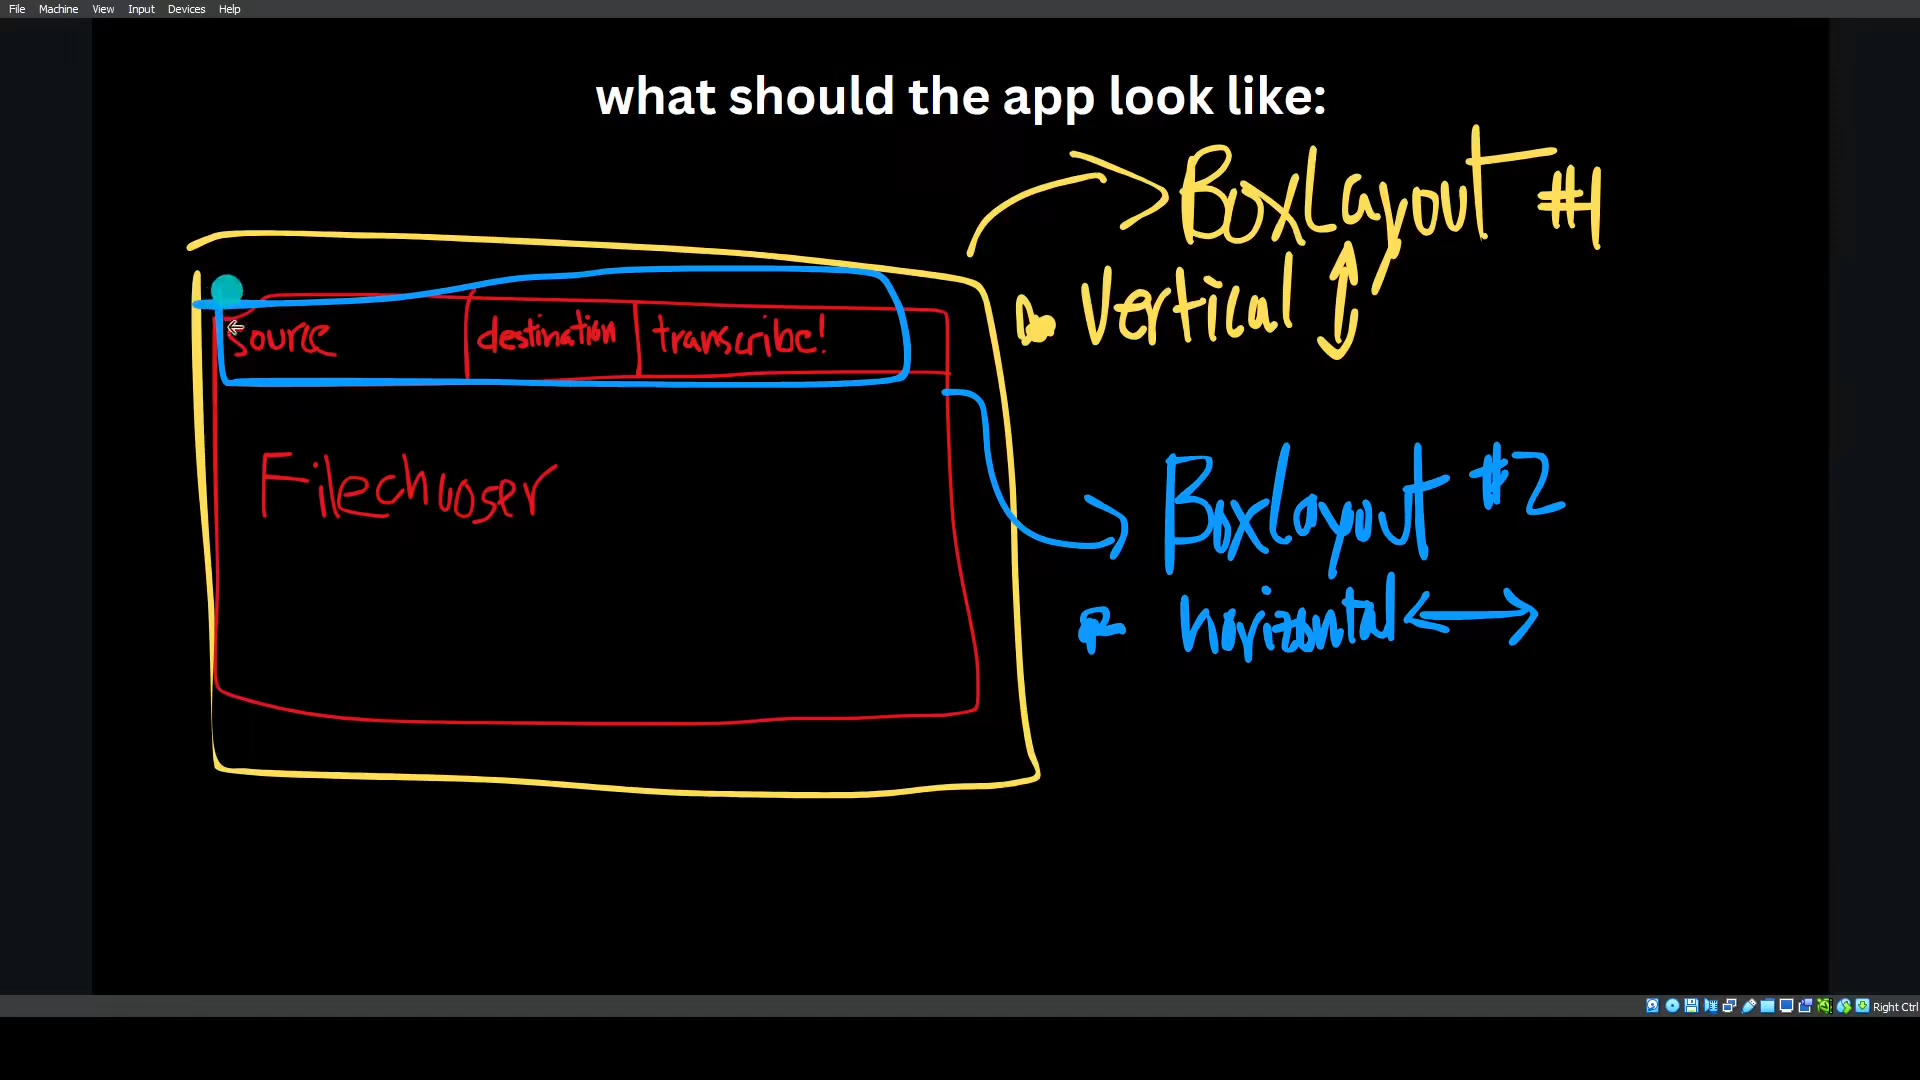 File Machine View Input Devices Help
what should the app look like:
BoxLayout #1
Vertical
source destination transcribe!
Filechooser
BoxLayout #2
horizontal
Right Ctrl